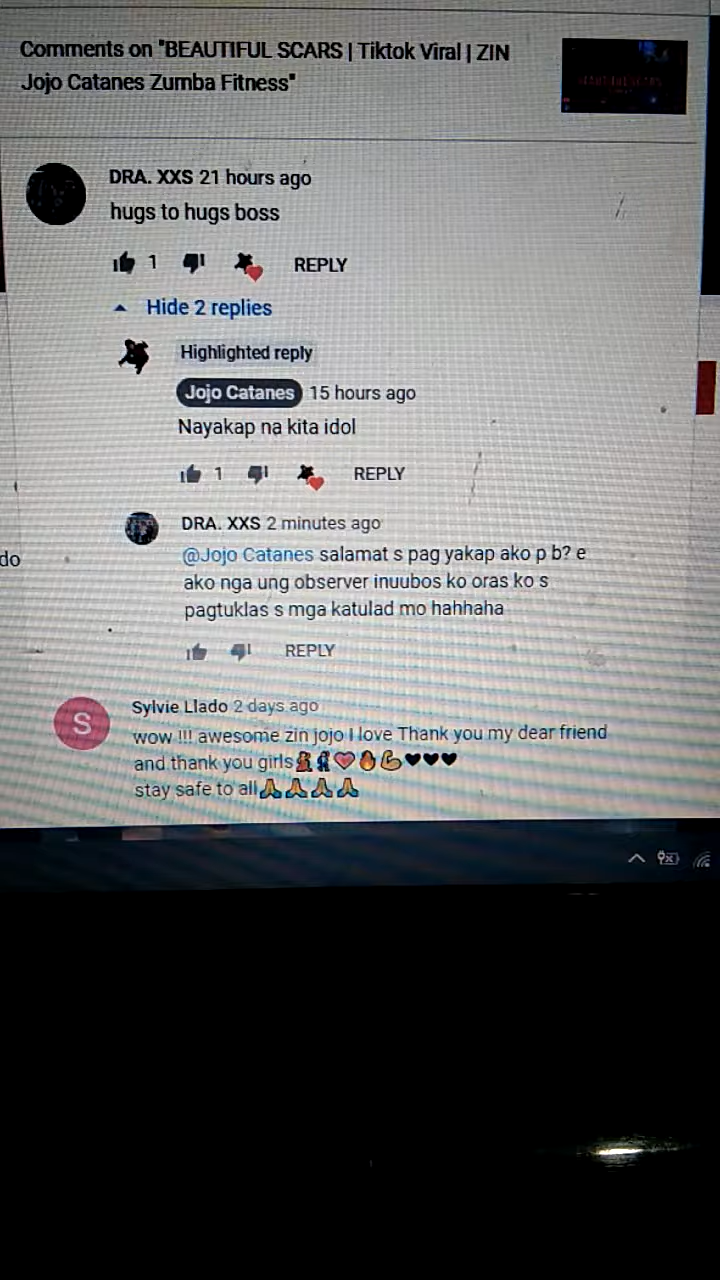 Comments on "BEAUTIFUL SCARS | Tiktok Viral | ZIN
Jojo Catanes Zumba Fitness"
DRA. XXS 21 hours ago
hugs to hugs boss
1 REPLY
Hide 2 replies
Highlighted reply
Jojo Catanes 15 hours ago
Nayakap na kita idol
1 REPLY
DRA. XXS 2 minutes ago
@Jojo Catanes salamat s pag yakap ako p b? e
ako nga ung observer inuubos ko oras ko s
pagtuklas s mga katulad mo hahhaha
REPLY
do
S
Sylvie Llado 2 days ago
wow !!! awesome zin jojo I love Thank you my dear friend
and thank you girls
stay safe to all